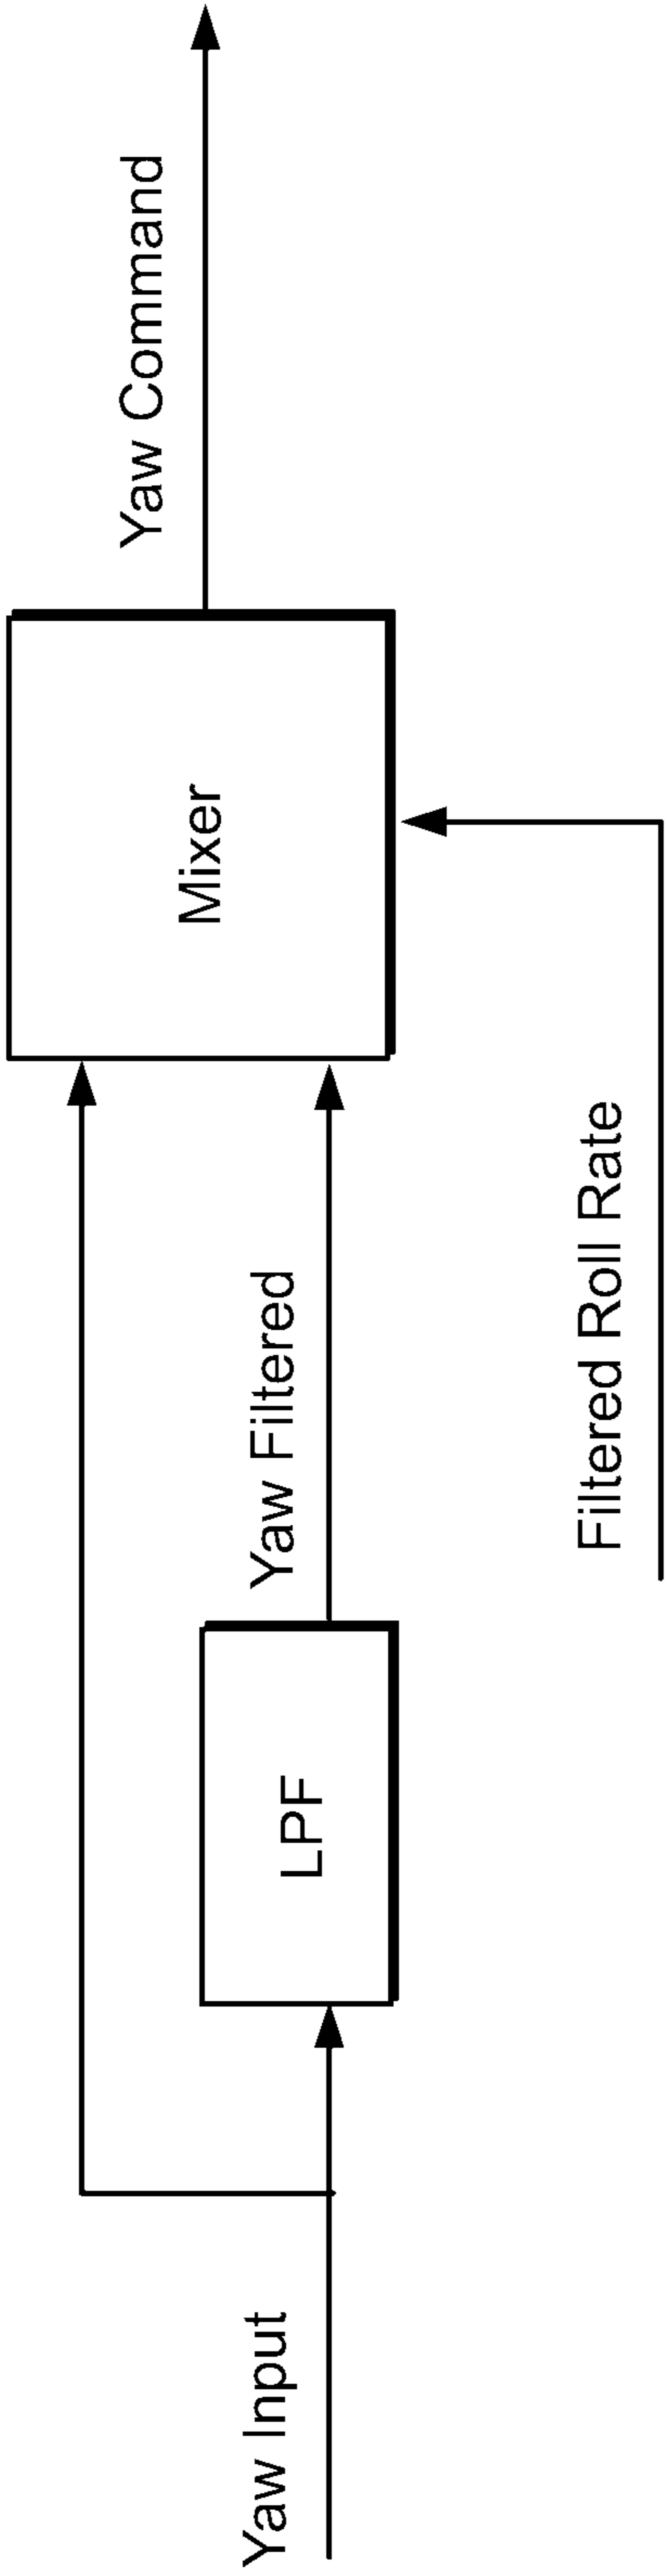 Yaw Input
LPF
Yaw Filtered
Filtered Roll Rate
Mixer
Yaw Command